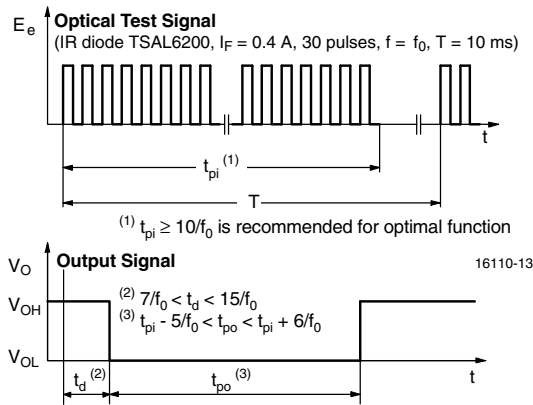 E_e Optical Test Signal
(IR diode TSAL6200, I_F = 0.4 A, 30 pulses, f = f_0, T = 10 ms)
t
t_pi (1)
T
(1) t_pi ≥ 10/f_0 is recommended for optimal function
V_O Output Signal 16110-13
V_OH (2) 7/f_0 < t_d < 15/f_0
(3) t_pi - 5/f_0 < t_po < t_pi + 6/f_0
V_OL
t_d (2) t_po (3) t